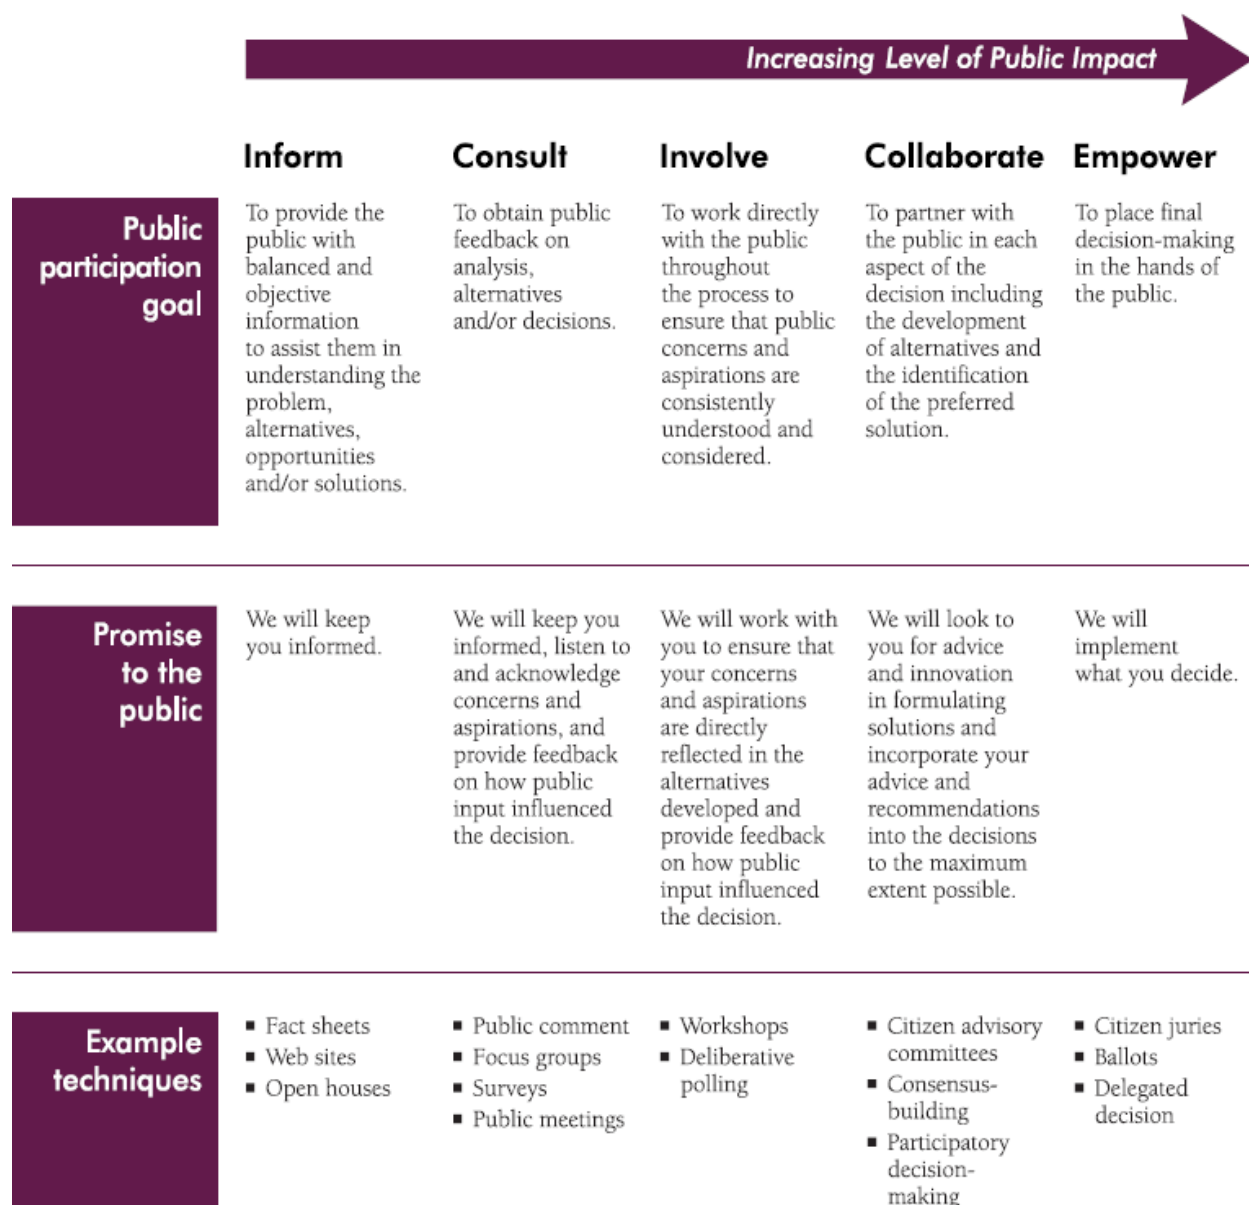 Increasing Level of Public Impact
Inform
Consult
Involve
Collaborate
Empower
Public
participation
goal
To provide the
public with
balanced and
objective
information
to assist them in
understanding the
problem,
alternatives,
opportunities
and/or solutions.
To obtain public
feedback on
analysis,
alternatives
and/or decisions.
To work directly
with the public
throughout
the process to
ensure that public
concerns and
aspirations are
consistently
understood and
considered.
To partner with
the public in each
aspect of the
decision including
the development
of alternatives and
the identification
of the preferred
solution.
To place final
decision-making
in the hands of
the public.
Promise
to the
public
We will keep
you informed.
We will keep you
informed, listen to
and acknowledge
concerns and
aspirations, and
provide feedback
on how public
input influenced
the decision.
We will work with
you to ensure that
your concerns
and aspirations
are directly
reflected in the
alternatives
developed and
provide feedback
on how public
input influenced
the decision.
We will look to
you for advice
and innovation
in formulating
solutions and
incorporate your
advice and
recommendations
into the decisions
to the maximum
extent possible.
We will
implement
what you decide.
Example
techniques
▪ Fact sheets
▪ Web sites
▪ Open houses
▪ Public comment
▪ Focus groups
▪ Surveys
▪ Public meetings
▪ Workshops
▪ Deliberative
polling
▪ Citizen advisory
committees
▪ Consensus-
building
▪ Participatory
decision-
making
▪ Citizen juries
▪ Ballots
▪ Delegated
decision